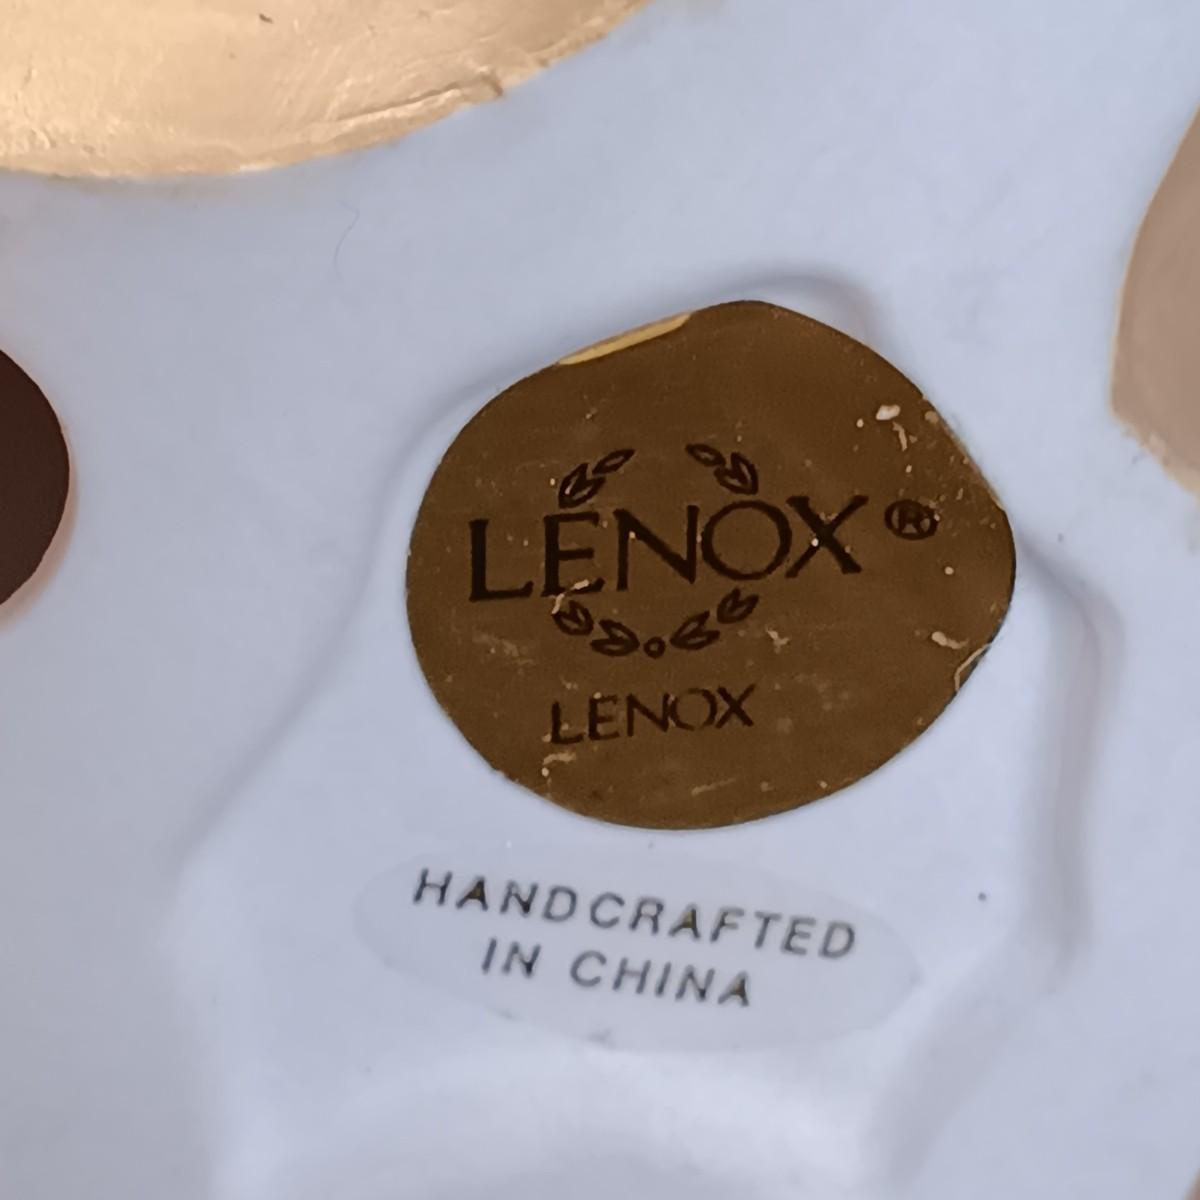 LENOX®
LENOX
HANDCRAFTED
IN CHINA